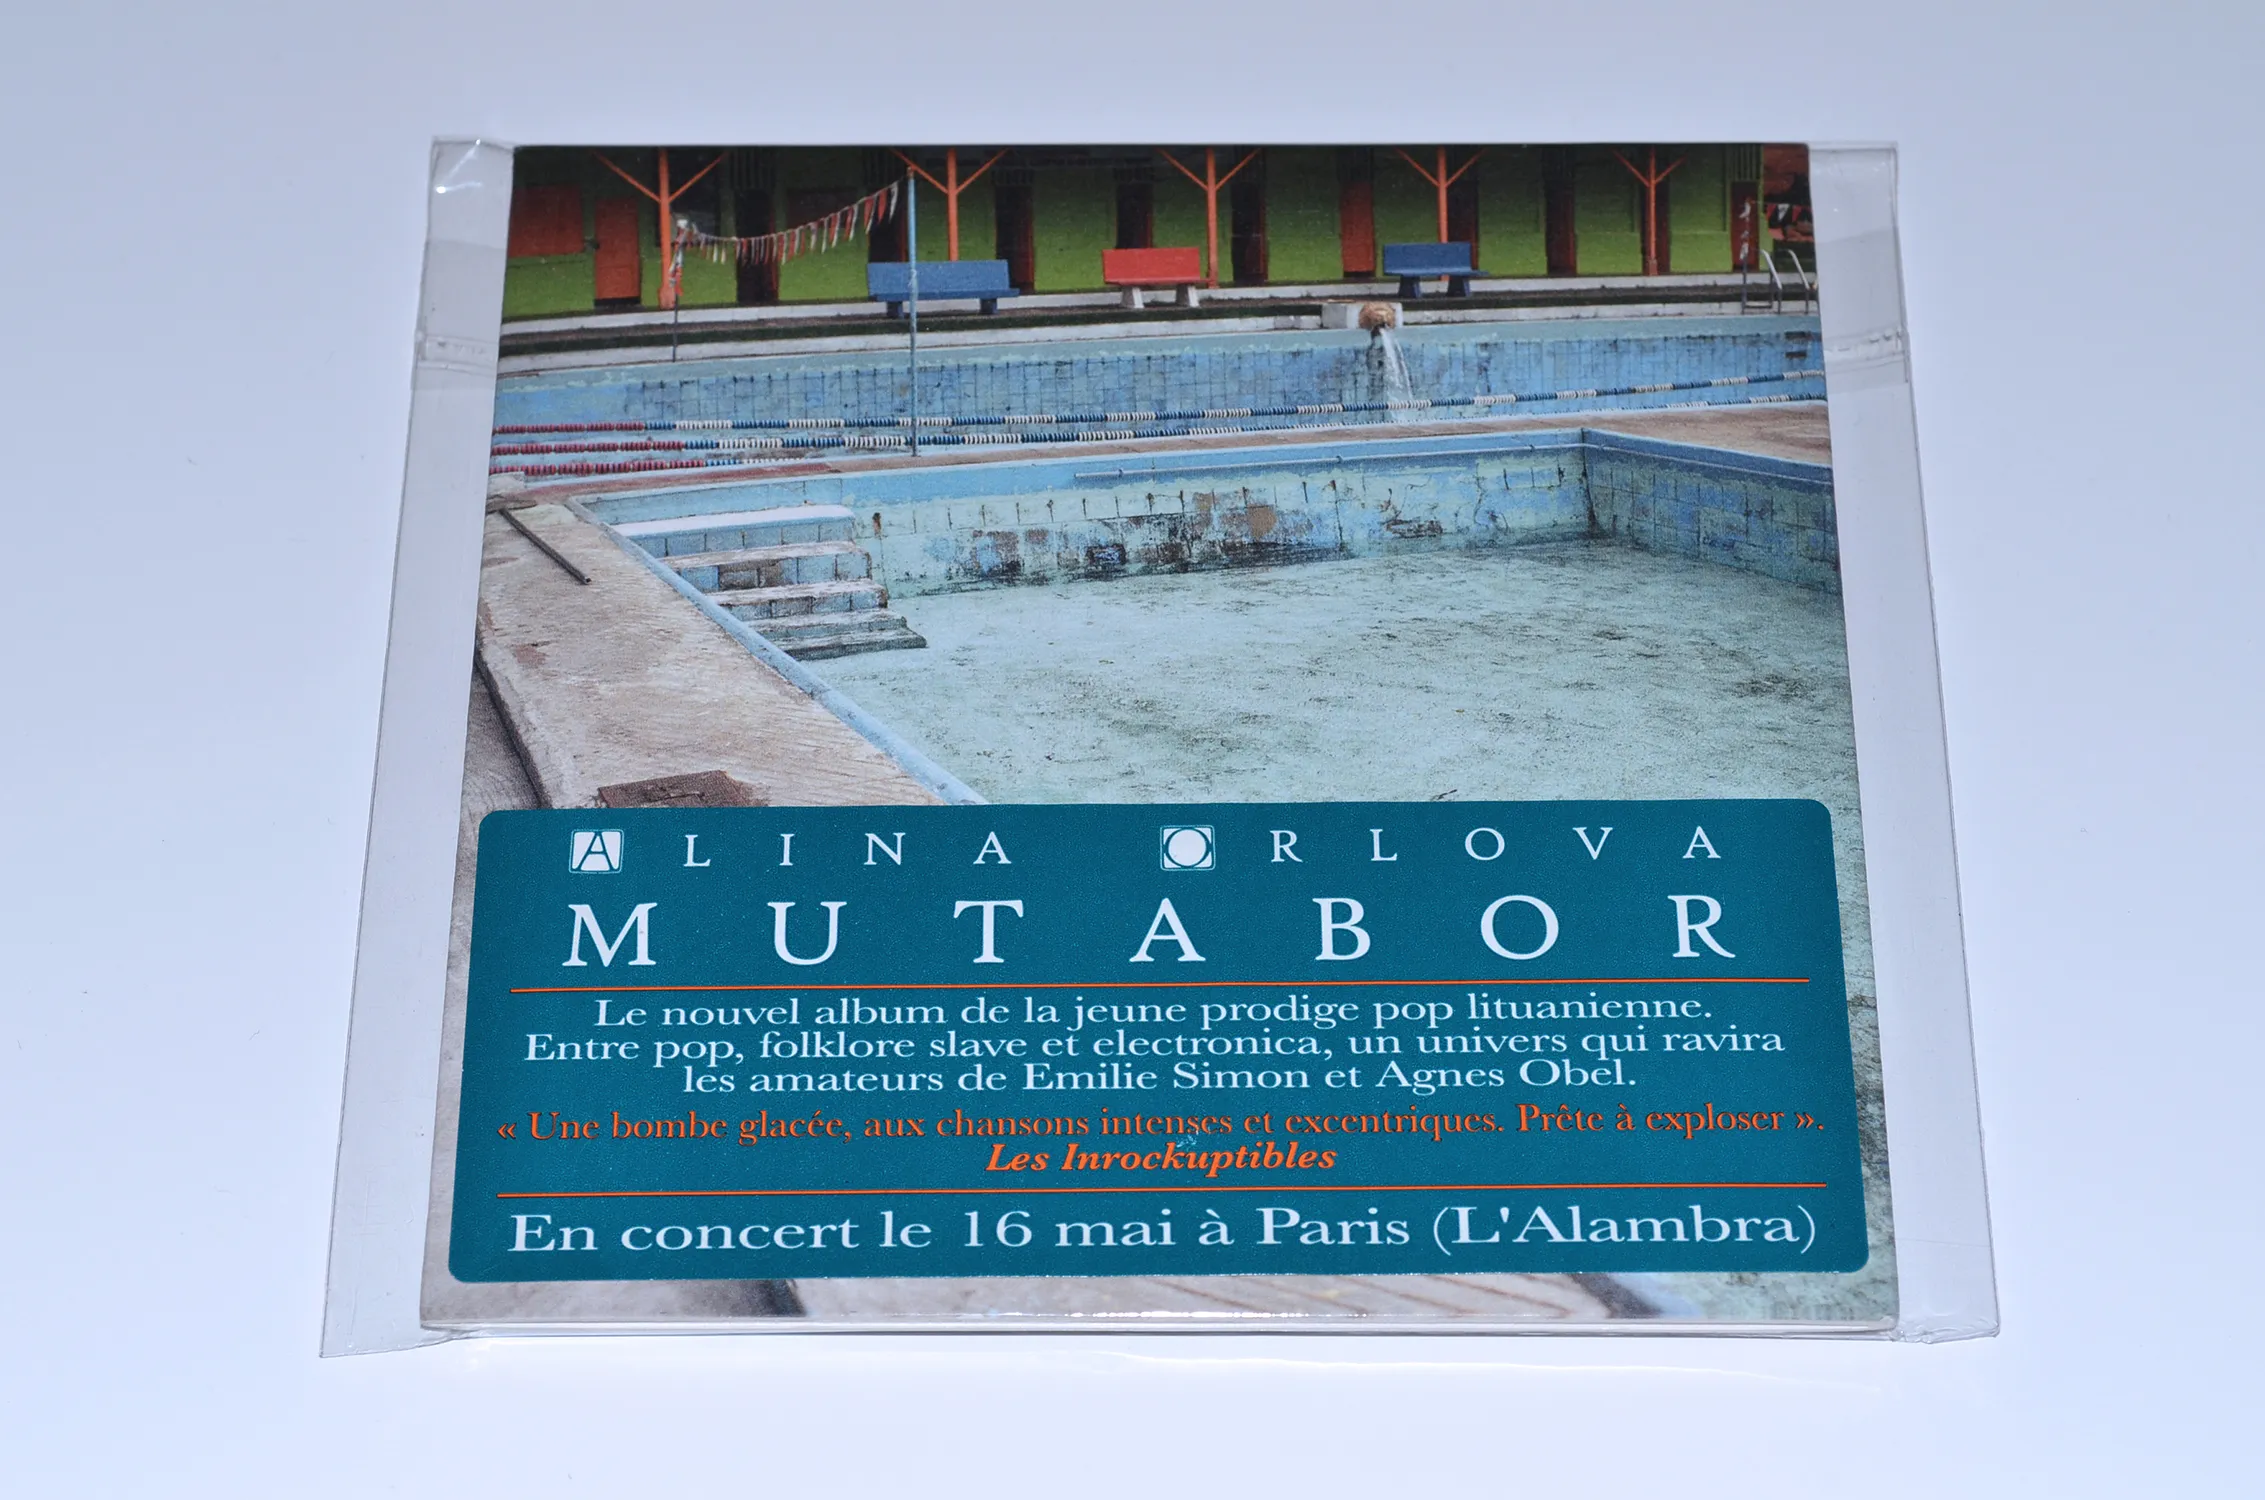 ALINA ORLOVA
MUTABOR
Le nouvel album de la jeune prodige pop lituanienne.
Entre pop, folklore slave et electronica, un univers qui ravira
les amateurs de Emilie Simon et Agnes Obel.
« Une bombe glacée, aux chansons intenses et excentriques. Prête à exploser ».
Les Inrockuptibles
En concert le 16 mai à Paris (L'Alambra)